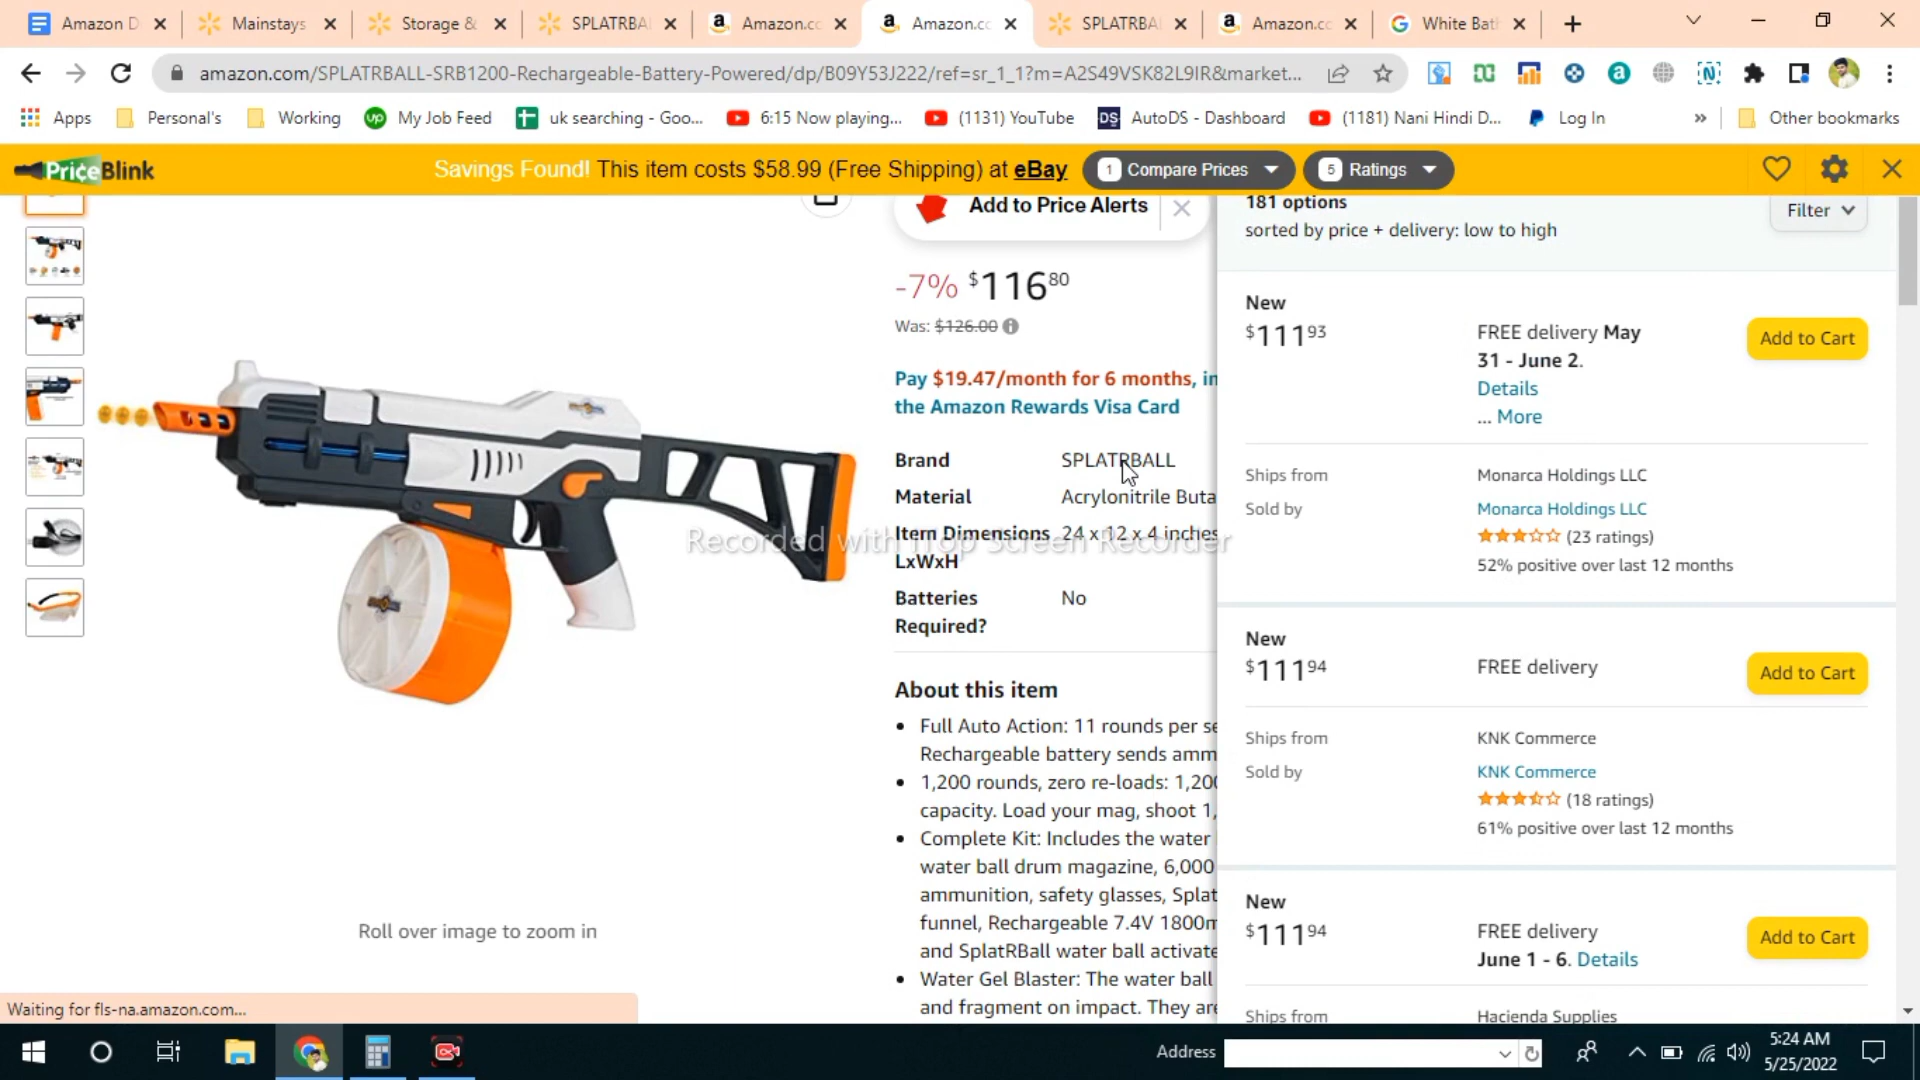 Amazon D
Mainstays
Storage &
SPLATRBA
Amazon.co
Amazon.co
SPLATRBA
Amazon.co
White Bat
amazon.com/SPLATRBALL-SRB1200-Rechargeable-Battery-Powered/dp/B09Y53J222/ref=sr_1_1?m=A2S49VSK82L9IR&market...
Apps
Personal's
Working
My Job Feed
uk searching - Goo...
6:15 Now playing...
(1131) YouTube
AutoDS - Dashboard
(1181) Nani Hindi D...
Log In
»
Other bookmarks
PriceBlink
Savings Found! This item costs $58.99 (Free Shipping) at eBay
1 Compare Prices
5 Ratings
Add to Price Alerts
-7% $116 80
Was: $126.00
Pay $19.47/month for 6 months, in
the Amazon Rewards Visa Card
Brand SPLATRBALL
Material Acrylonitrile Buta
Item Dimensions 24 x 12 x 4 inches
LxWxH
Batteries No
Required?
Recorded with iTop Screen Recorder
About this item
• Full Auto Action: 11 rounds per se
Rechargeable battery sends amm
• 1,200 rounds, zero re-loads: 1,200
capacity. Load your mag, shoot 1,
• Complete Kit: Includes the water
water ball drum magazine, 6,000
ammunition, safety glasses, Splat
funnel, Rechargeable 7.4V 1800m
and SplatRBall water ball activate
• Water Gel Blaster: The water ball
and fragment on impact. They are
Roll over image to zoom in
181 options
sorted by price + delivery: low to high
Filter
New
$111 93
FREE delivery May
31 - June 2.
Details
... More
Add to Cart
Ships from Monarca Holdings LLC
Sold by Monarca Holdings LLC
(23 ratings)
52% positive over last 12 months
New
$111 94
FREE delivery
Add to Cart
Ships from KNK Commerce
Sold by KNK Commerce
(18 ratings)
61% positive over last 12 months
New
$111 94
FREE delivery
June 1 - 6. Details
Add to Cart
Ships from Hacienda Supplies
Waiting for fls-na.amazon.com...
Address
5:24 AM
5/25/2022